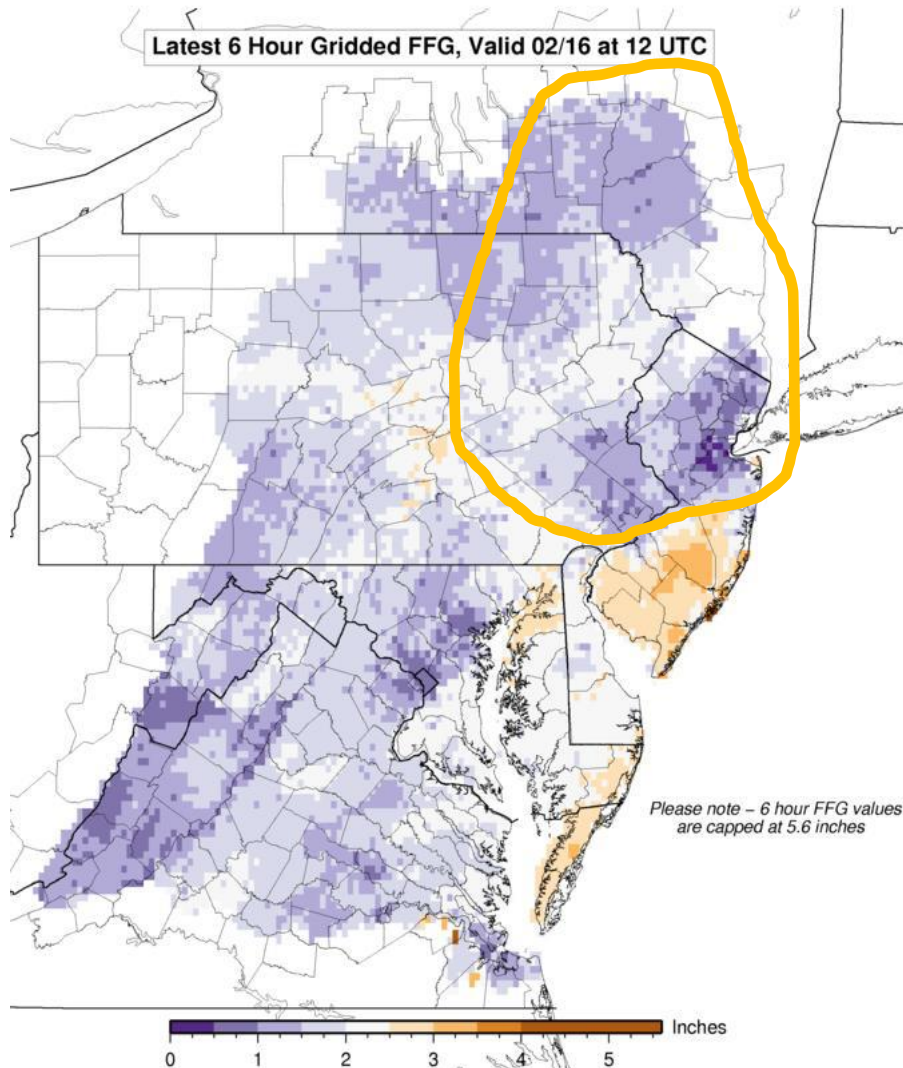 Latest 6 Hour Gridded FFG, Valid 02/16 at 12 UTC
Please note – 6 hour FFG values
are capped at 5.6 inches
0 1 2 3 4 5 Inches